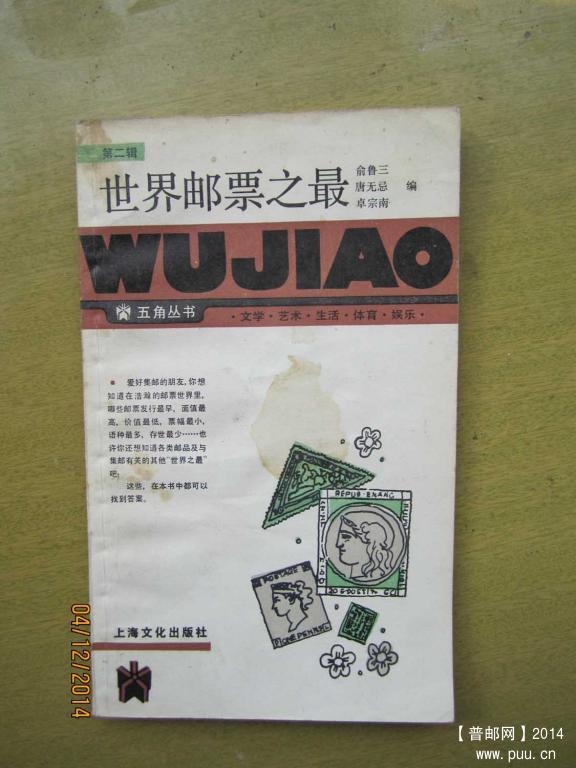 第二辑
世界邮票之最
俞鲁三
唐无忌 编
卓宗南
WUJIAO
五角丛书
·文学·艺术·生活·体育·娱乐·
爱好集邮的朋友,你想
知道在浩瀚的邮票世界里,
哪些邮票发行最早,面值最
高,价值最低,票幅最小,
语种最多,存世最少……也
许你还想知道各类邮品及与
集邮有关的其他“世界之最”
吧!
这些,在本书中都可以
找到答案。
REPUB·ENANC
POSTAGE
ONE PENNY
上海文化出版社
04/12/2014
【普邮网】2014
www.puu.cn